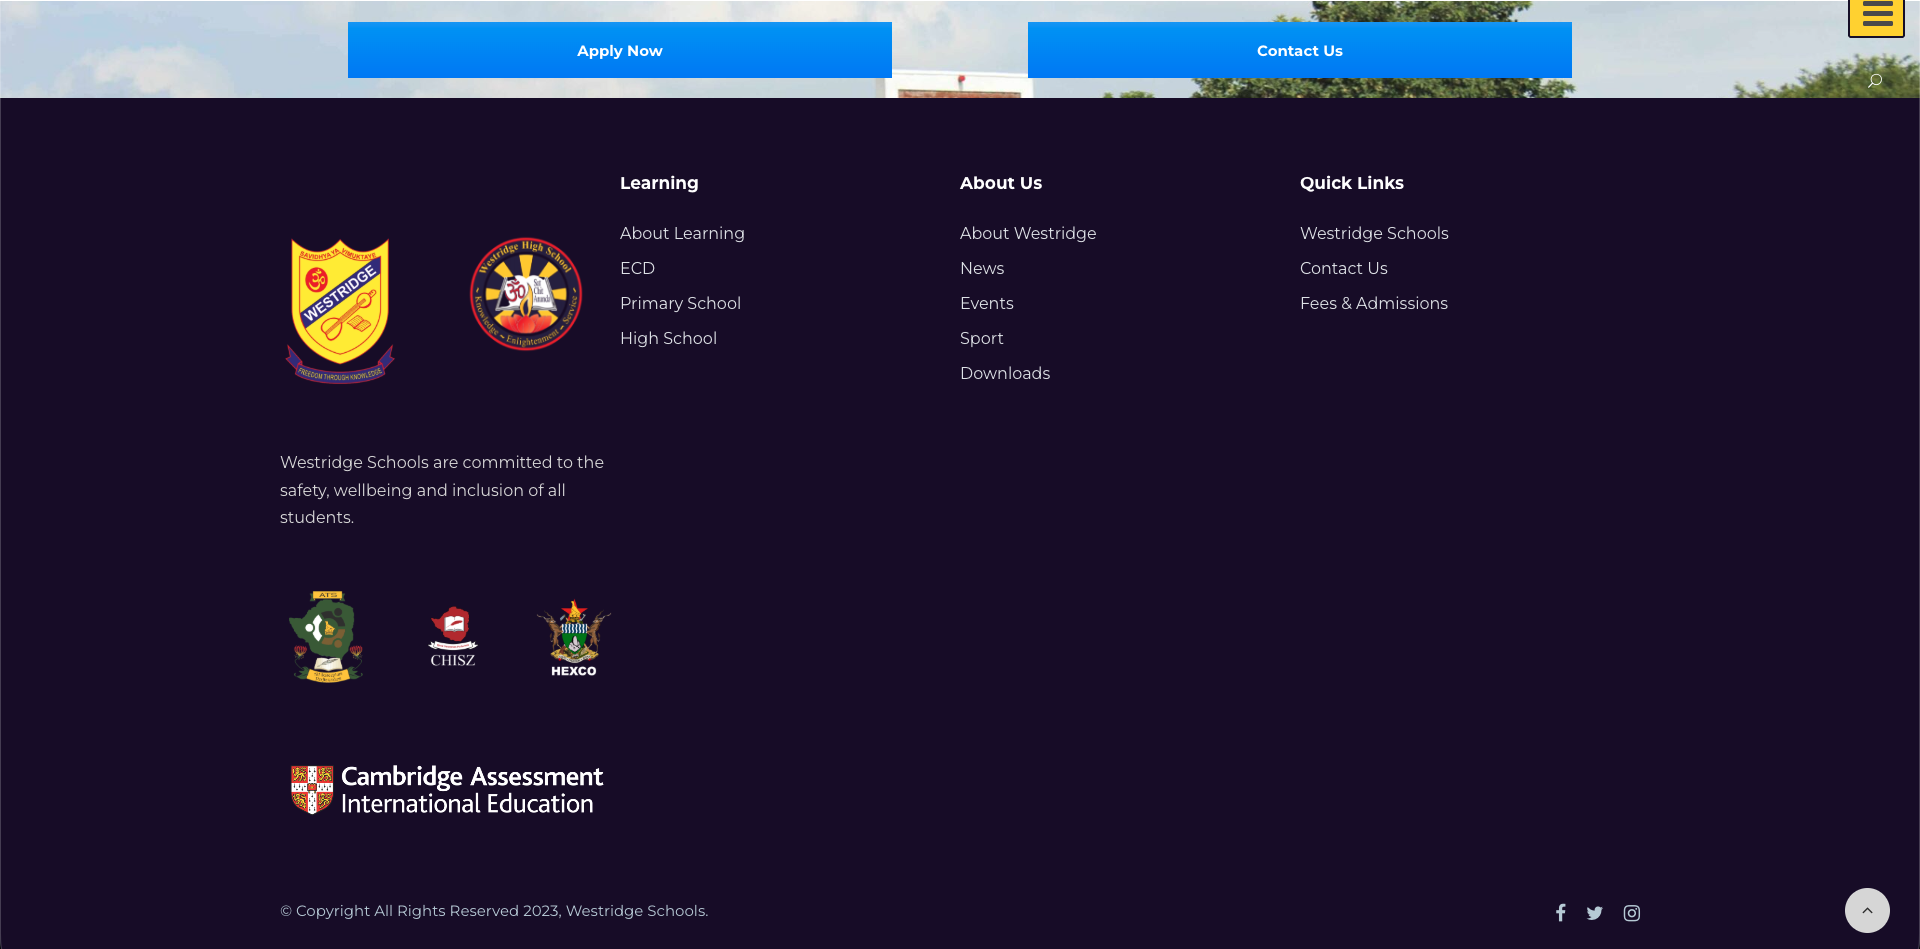 Apply Now
Contact Us
Learning
About Learning
ECD
Primary School
High School
About Us
About Westridge
News
Events
Sport
Downloads
Quick Links
Westridge Schools
Contact Us
Fees & Admissions
SAVIDHYA YA VIMUKTAYE
WESTRIDGE
FREEDOM THROUGH KNOWLEDGE
Westridge High School
Sat
Chit
Ananda
~ Knowledge ~ Enlightenment ~ Service ~
Westridge Schools are committed to the
safety, wellbeing and inclusion of all
students.
ATS
CHISZ
HEXCO
Cambridge Assessment
International Education
© Copyright All Rights Reserved 2023, Westridge Schools.